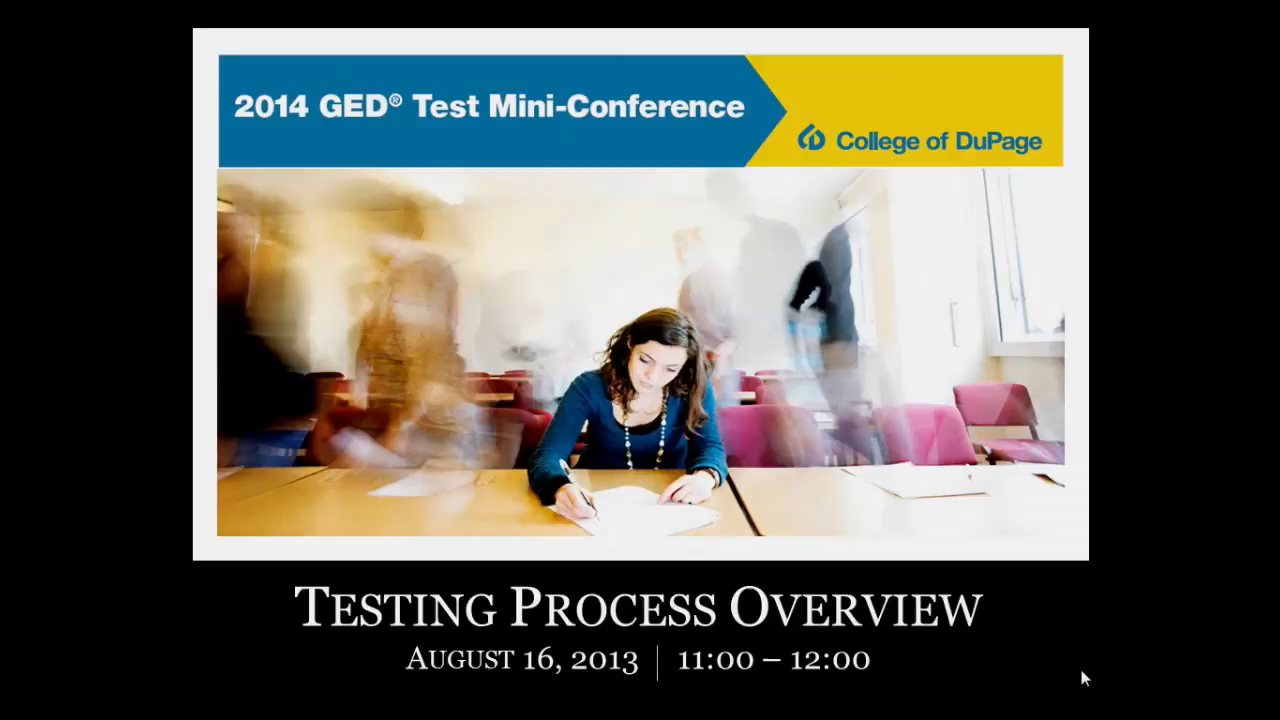 2014 GED® Test Mini-Conference
College of DuPage
TESTING PROCESS OVERVIEW
AUGUST 16, 2013 | 11:00 – 12:00